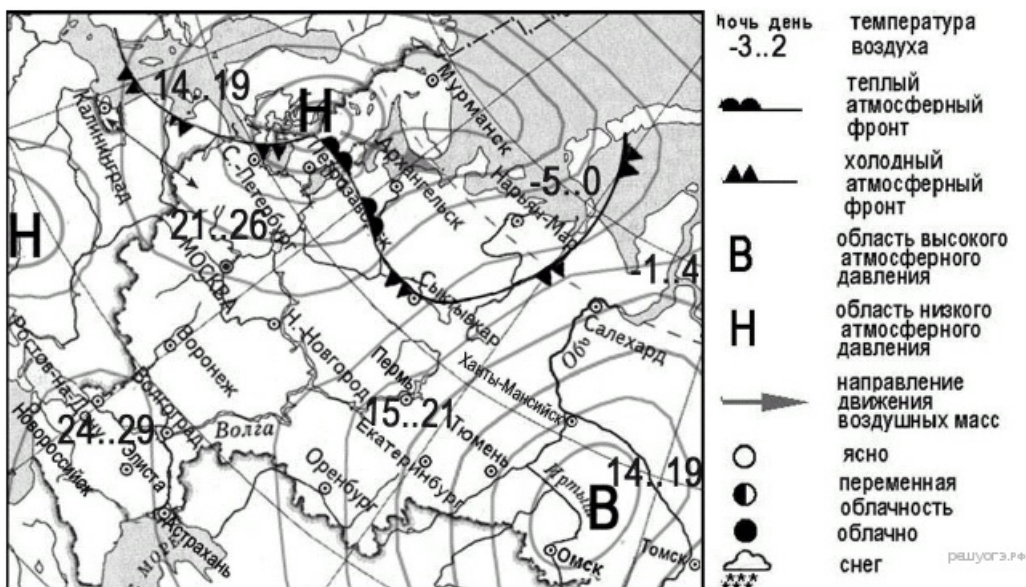 14..19
Н
Мурманск
Калининград
С.-Петербург
Петрозаводск
Архангельск
Нарьян-Мар
-5..0
21..26
Н
МОСКВА
-1..4
Сыктывкар
Салехард
Обь
Воронеж
Н.-Новгород
Пермь
Ханты-Мансийск
Ростов-на-Дону
Волгоград
15..21
Новороссийск
24..29
Элиста
Волга
Екатеринбург
Тюмень
Оренбург
Иртыш
14..19
В
Астрахань
МОРЕ
Омск
Томск
ночь день
-3..2
температура
воздуха
теплый
атмосферный
фронт
холодный
атмосферный
фронт
В
область высокого
атмосферного
давления
Н
область низкого
атмосферного
давления
направление
движения
воздушных масс
ясно
переменная
облачность
облачно
снег
решуогэ.рф